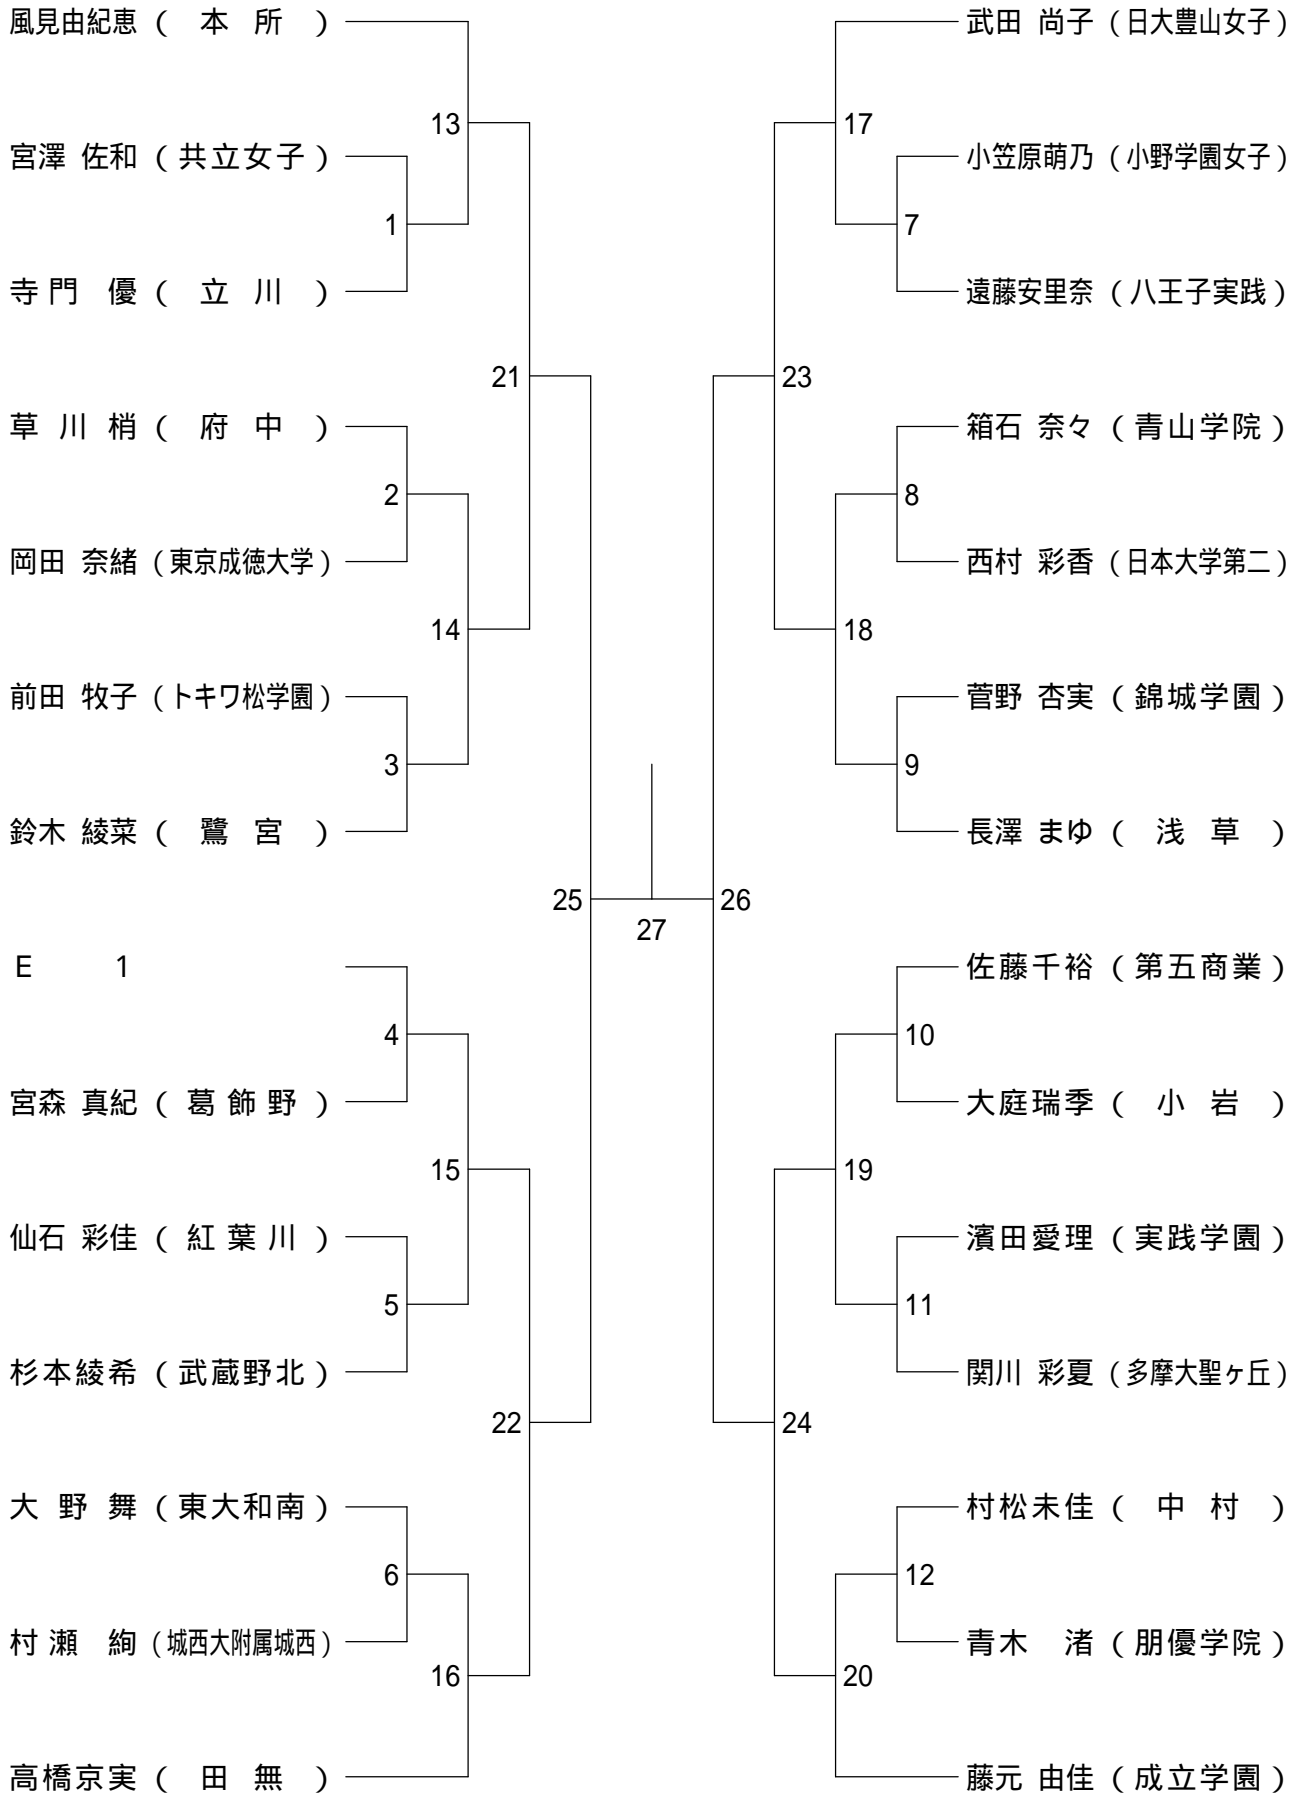 風見由紀恵 ( 本 所 )
13
宮澤 佐和 ( 共立女子 )
1
寺門 優 ( 立 川 )
21
草川 梢 ( 府 中 )
2
岡田 奈緒 ( 東京成徳大学 )
14
前田 牧子 ( トキワ松学園 )
3
鈴木 綾菜 ( 鷺 宮 )
25
E 1
4
宮森 真紀 ( 葛 飾 野 )
15
仙石 彩佳 ( 紅 葉 川 )
5
杉本綾希 ( 武蔵野北 )
22
大 野 舞 ( 東大和南 )
6
村瀬 絢 ( 城西大附属城西 )
16
高橋京実 ( 田 無 )
27
武田 尚子 ( 日大豊山女子 )
17
小笠原萌乃 ( 小野学園女子 )
7
遠藤安里奈 ( 八王子実践 )
23
箱石 奈々 ( 青山学院 )
8
西村 彩香 ( 日本大学第二 )
18
菅野 杏実 ( 錦城学園 )
9
長澤 まゆ ( 浅 草 )
26
佐藤千裕 ( 第五商業 )
10
大庭瑞季 ( 小 岩 )
19
濱田愛理 ( 実践学園 )
11
関川 彩夏 ( 多摩大聖ヶ丘 )
24
村松未佳 ( 中 村 )
12
青木 渚 ( 朋優学院 )
20
藤元 由佳 ( 成立学園 )